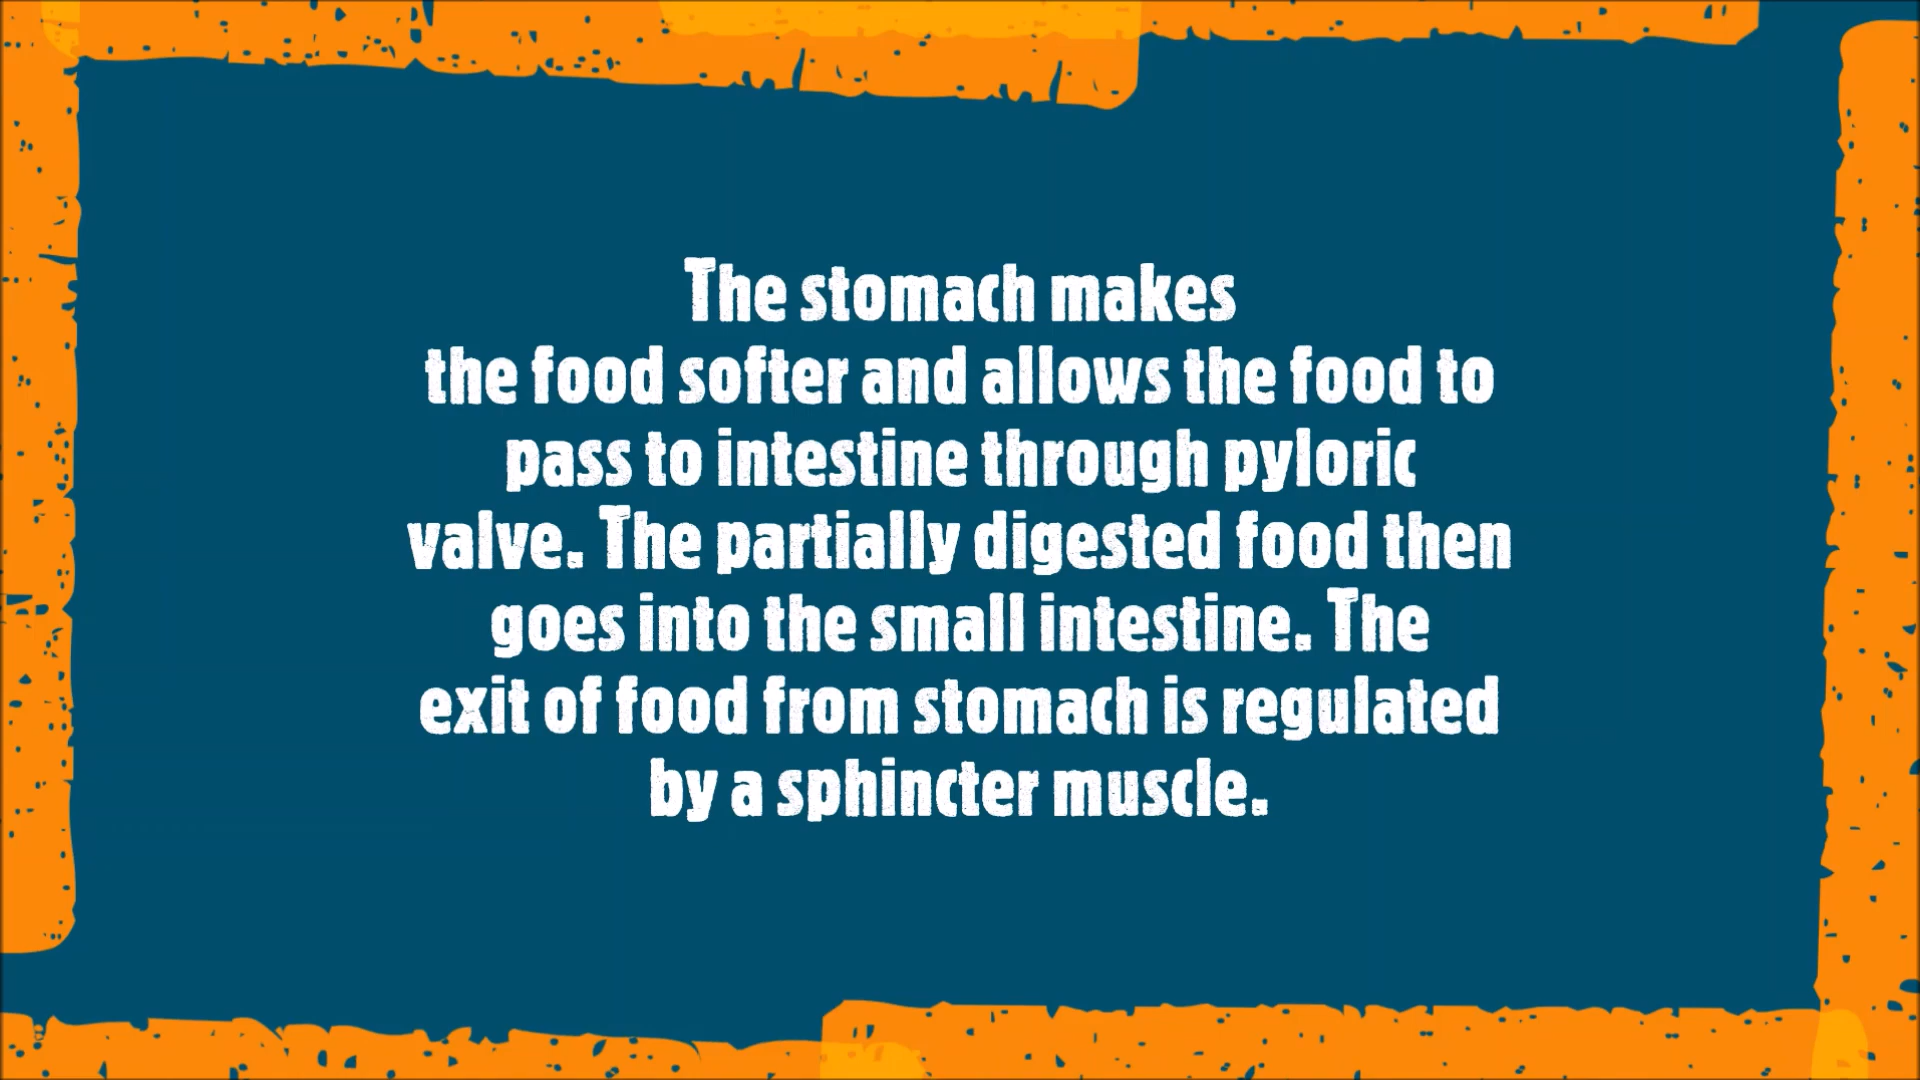 The stomach makes
the food softer and allows the food to
pass to intestine through pyloric
valve. The partially digested food then
goes into the small intestine. The
exit of food from stomach is regulated
by a sphincter muscle.